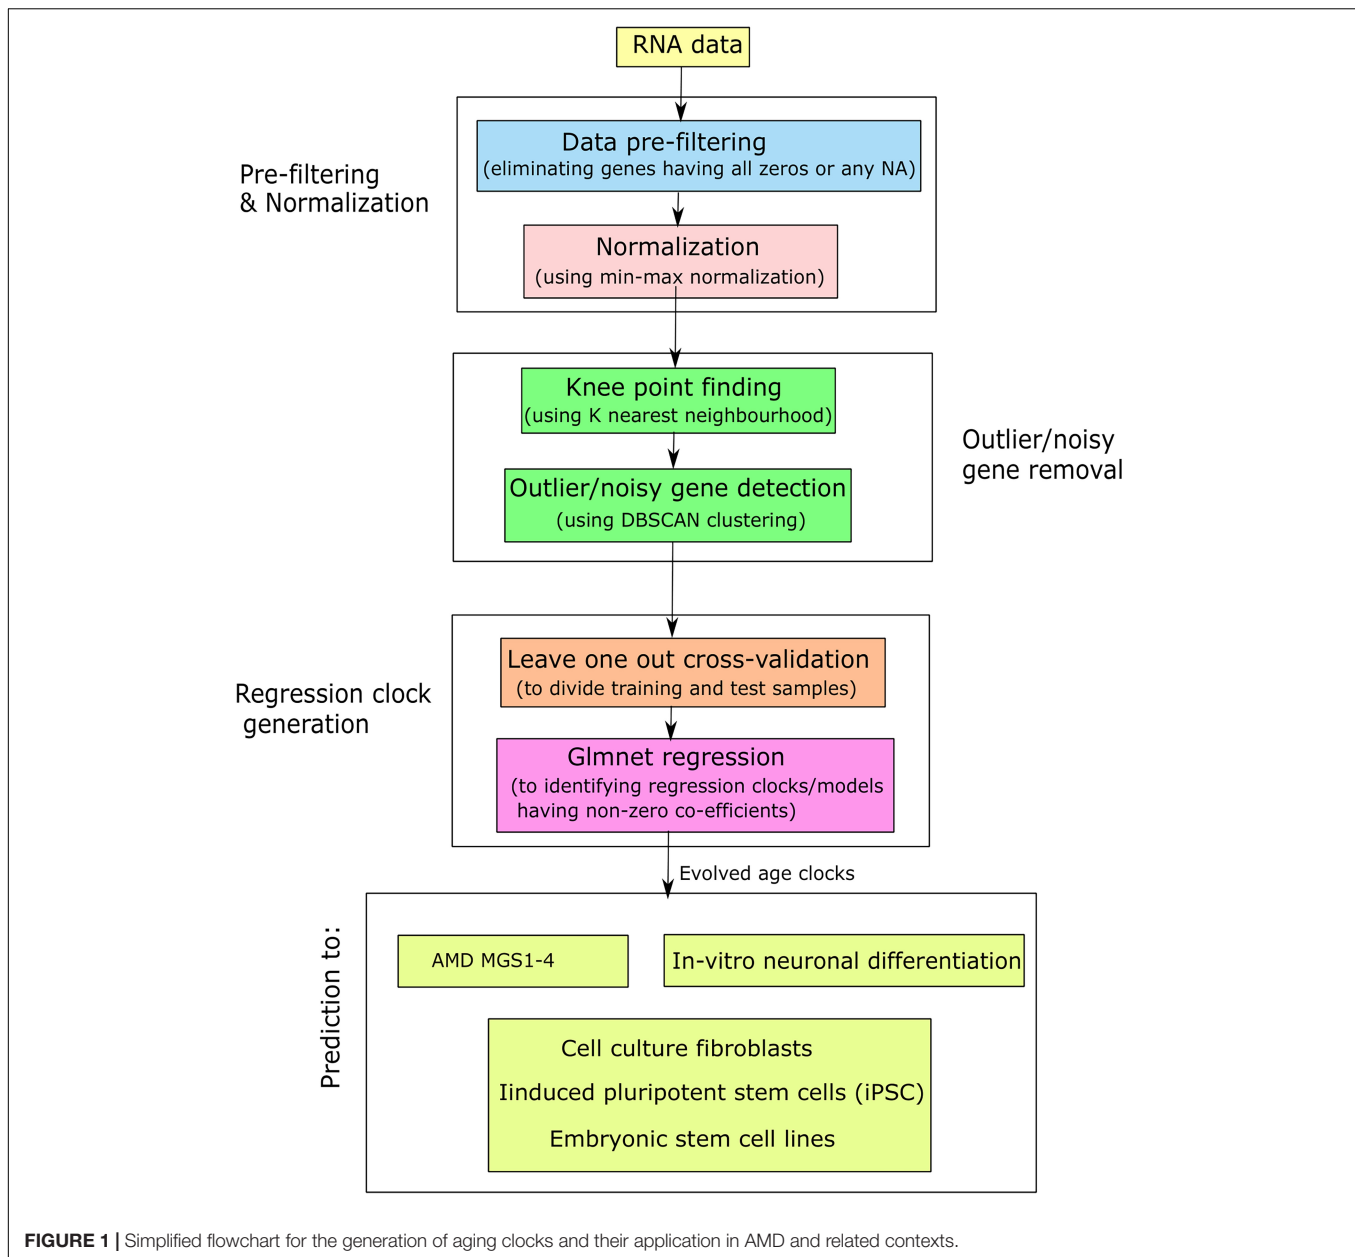 RNA data
Data pre-filtering
(eliminating genes having all zeros or any NA)
Pre-filtering
& Normalization
Normalization
(using min-max normalization)
Knee point finding
(using K nearest neighbourhood)
Outlier/noisy
gene removal
Outlier/noisy gene detection
(using DBSCAN clustering)
Leave one out cross-validation
(to divide training and test samples)
Regression clock
generation
Glmnet regression
(to identifying regression clocks/models
having non-zero co-efficients)
Evolved age clocks
Prediction to:
AMD MGS1-4
In-vitro neuronal differentiation
Cell culture fibroblasts
Iinduced pluripotent stem cells (iPSC)
Embryonic stem cell lines
FIGURE 1 | Simplified flowchart for the generation of aging clocks and their application in AMD and related contexts.